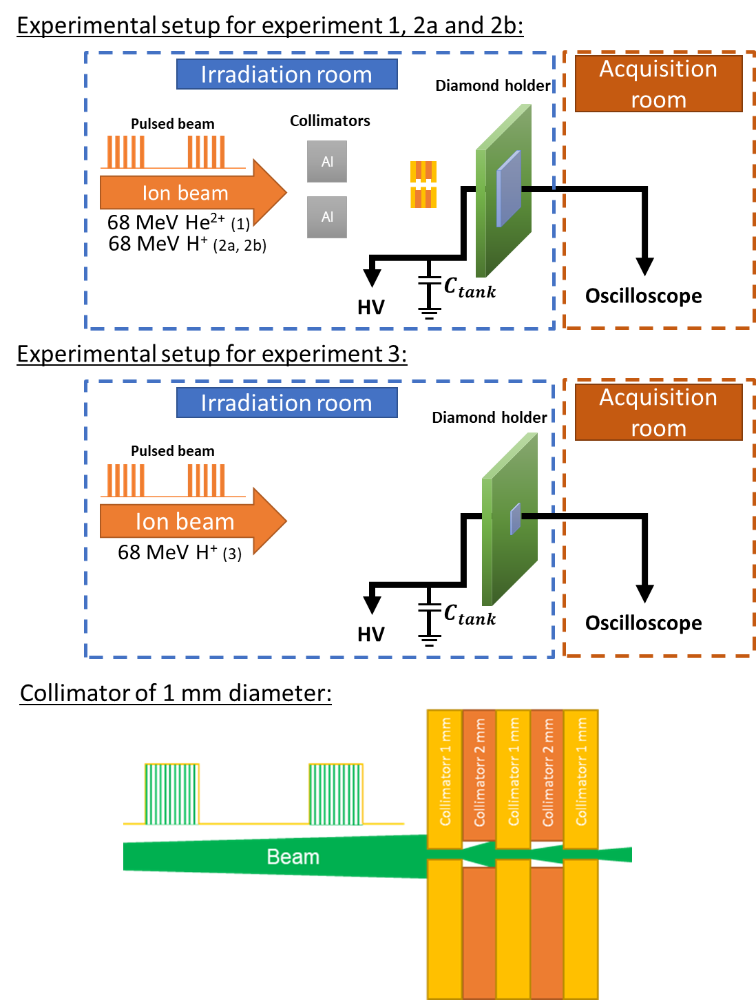 Experimental setup for experiment 1, 2a and 2b:
Irradiation room
Acquisition
room
Diamond holder
Pulsed beam
Collimators
Al
Al
Ion beam
68 MeV He²⁺ (1)
68 MeV H⁺ (2a, 2b)
HV
C_tank
Oscilloscope
Experimental setup for experiment 3:
Irradiation room
Acquisition
room
Diamond holder
Pulsed beam
Ion beam
68 MeV H⁺ (3)
HV
C_tank
Oscilloscope
Collimator of 1 mm diameter:
Collimatorr 1 mm
Collimatorr 2 mm
Collimatorr 1 mm
Collimatorr 2 mm
Collimatorr 1 mm
Beam